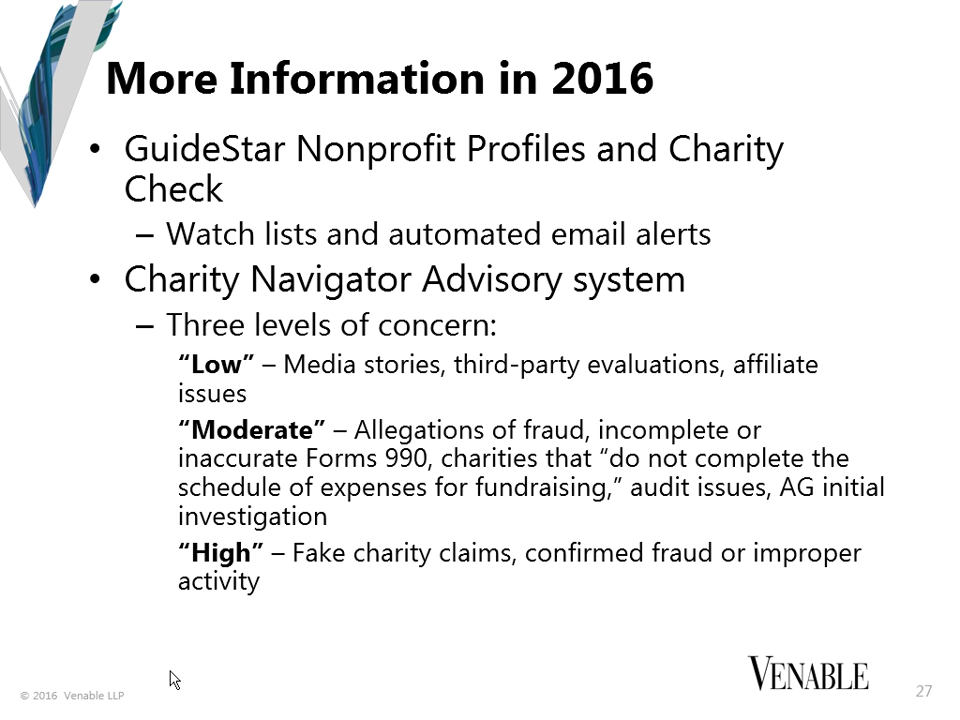 More Information in 2016
• GuideStar Nonprofit Profiles and Charity
Check
– Watch lists and automated email alerts
• Charity Navigator Advisory system
– Three levels of concern:
“Low” – Media stories, third-party evaluations, affiliate
issues
“Moderate” – Allegations of fraud, incomplete or
inaccurate Forms 990, charities that “do not complete the
schedule of expenses for fundraising,” audit issues, AG initial
investigation
“High” – Fake charity claims, confirmed fraud or improper
activity
© 2016 Venable LLP
VENABLE
27